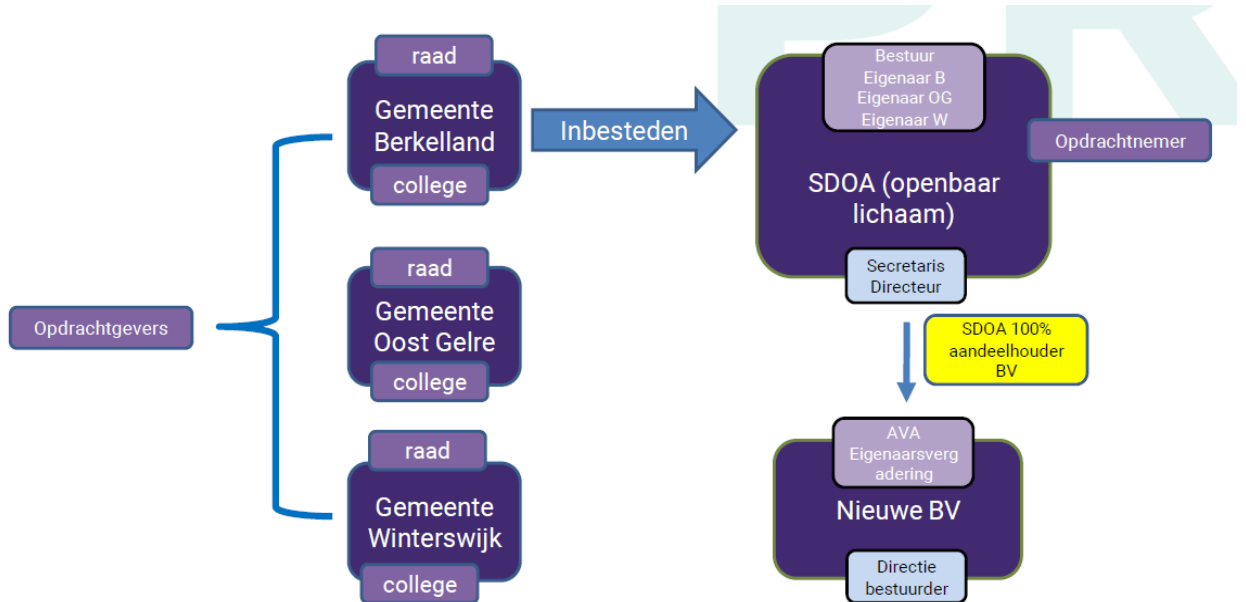 raad
Gemeente
Berkelland
college
Inbesteden
Bestuur
Eigenaar B
Eigenaar OG
Eigenaar W
Opdrachtnemer
SDOA (openbaar
lichaam)
Secretaris
Directeur
raad
Gemeente
Oost Gelre
college
Opdrachtgevers
SDOA 100%
aandeelhouder
BV
raad
Gemeente
Winterswijk
college
AVA
Eigenaarsverg
adering
Nieuwe BV
Directie
bestuurder